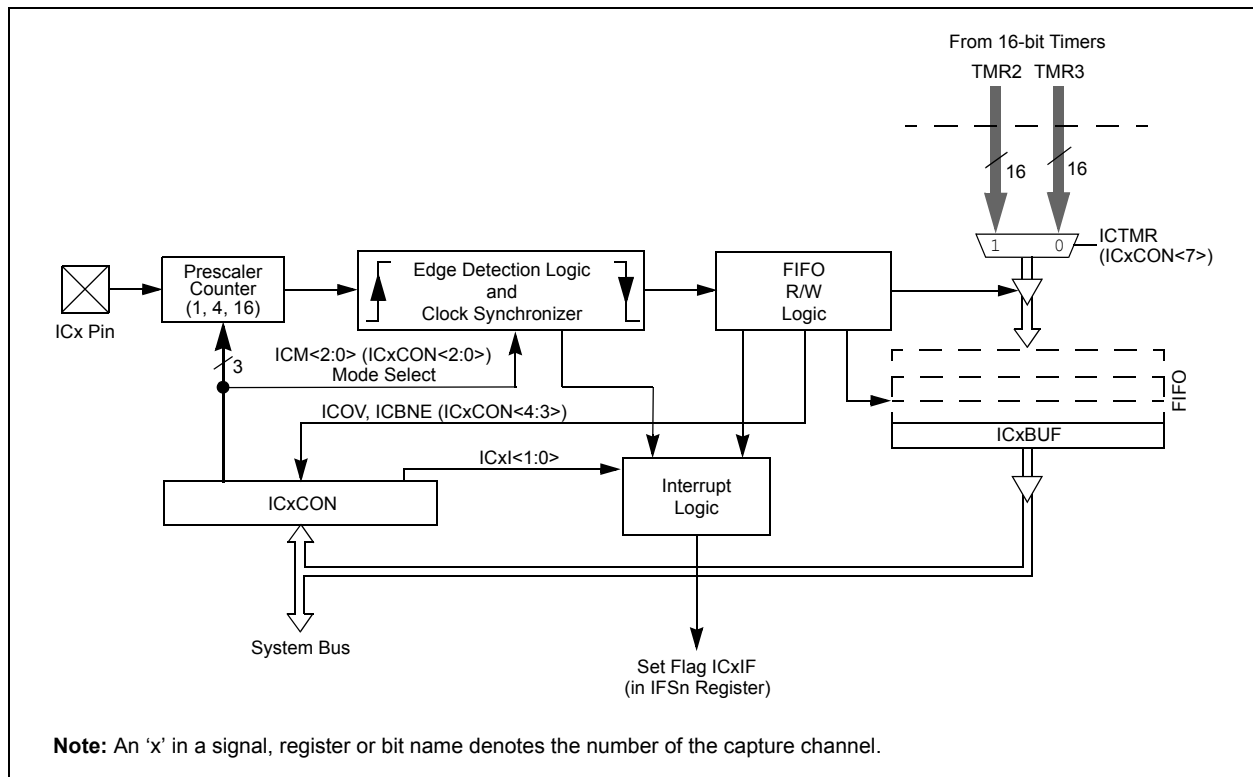 From 16-bit Timers
TMR2 TMR3
16 16
1 0
ICTMR
(ICxCON<7>)
Prescaler
Counter
(1, 4, 16)
Edge Detection Logic
and
Clock Synchronizer
FIFO
R/W
Logic
ICx Pin
3
ICM<2:0> (ICxCON<2:0>)
Mode Select
FIFO
ICOV, ICBNE (ICxCON<4:3>)
ICxBUF
ICxI<1:0>
ICxCON
Interrupt
Logic
System Bus
Set Flag ICxIF
(in IFSn Register)
Note: An ‘x’ in a signal, register or bit name denotes the number of the capture channel.